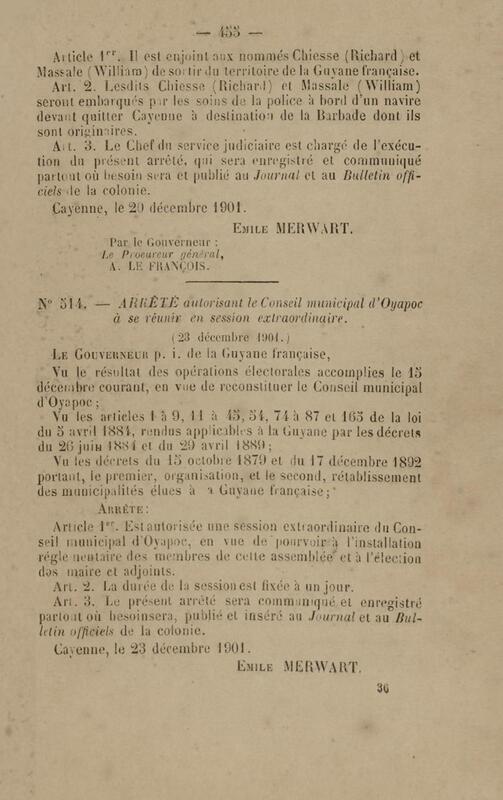 — 455 —
Article 1er. Il est enjoint aux nommés Chiesse (Richard) et
Massale (William) de sortir du territoire de la Guyane française.
Art. 2. Lesdits Chiesse (Richard) et Massale (William)
seront embarqués par les soins de la police à bord d'un navire
devant quitter Cayenne à destination de la Barbade dont ils
sont originaires.
Art. 3. Le Chef du service judiciaire est chargé de l'exécu-
tion du présent arrêté, qui sera enregistré et communiqué
partout où besoin sera et publié au Journal et au Bulletin offi-
ciels de la colonie.
Cayenne, le 20 décembre 1901.
Emile MERWART.
Par le Gouverneur :
Le Procureur général,
A. LE FRANÇOIS.
N° 514. — ARRÊTÉ autorisant le Conseil municipal d'Oyapoc
à se réunir en session extraordinaire.
(23 décembre 1901.)
Le Gouverneur p. i. de la Guyane française,
Vu le résultat des opérations électorales accomplies le 15
décembre courant, en vue de reconstituer le Conseil municipal
d'Oyapoc ;
Vu les articles 1 à 9, 11 à 45, 54, 74 à 87 et 165 de la loi
du 5 avril 1884, rendus applicables à la Guyane par les décrets
du 26 juin 1884 et du 29 avril 1889 ;
Vu les décrets du 15 octobre 1879 et du 17 décembre 1892
portant, le premier, organisation, et le second, rétablissement
des municipalités élues à a Guyane française ;
Arrête :
Article 1er. Est autorisée une session extraordinaire du Con-
seil municipal d'Oyapoc, en vue de pourvoir à l'installation
réglementaire des membres de cette assemblée et à l'élection
des maire et adjoints.
Art. 2. La durée de la session est fixée à un jour.
Art. 3. Le présent arrêté sera communiqué et enregistré
partout où besoin sera, publié et inséré au Journal et au Bul-
letin officiels de la colonie.
Cayenne, le 23 décembre 1901.
Emile MERWART.
36